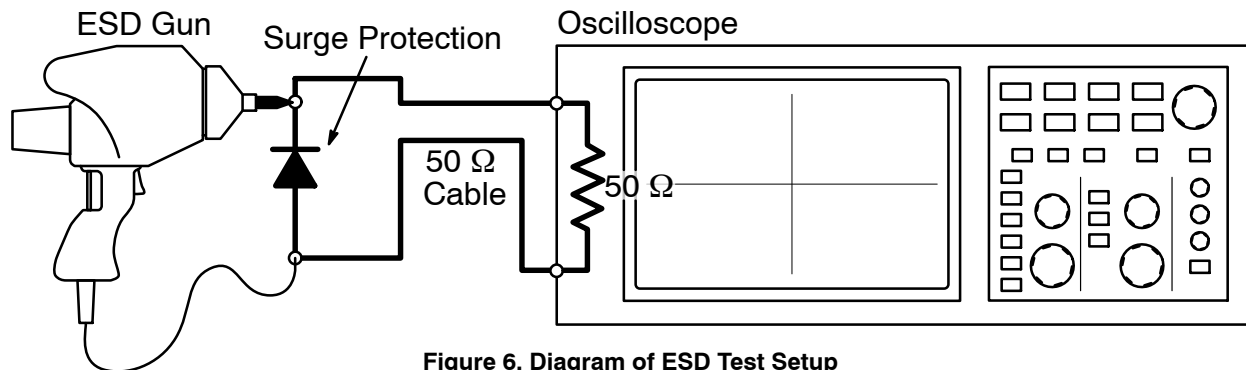 ESD Gun
Surge Protection
Oscilloscope
50 Ω
Cable
50 Ω
Figure 6. Diagram of ESD Test Setup